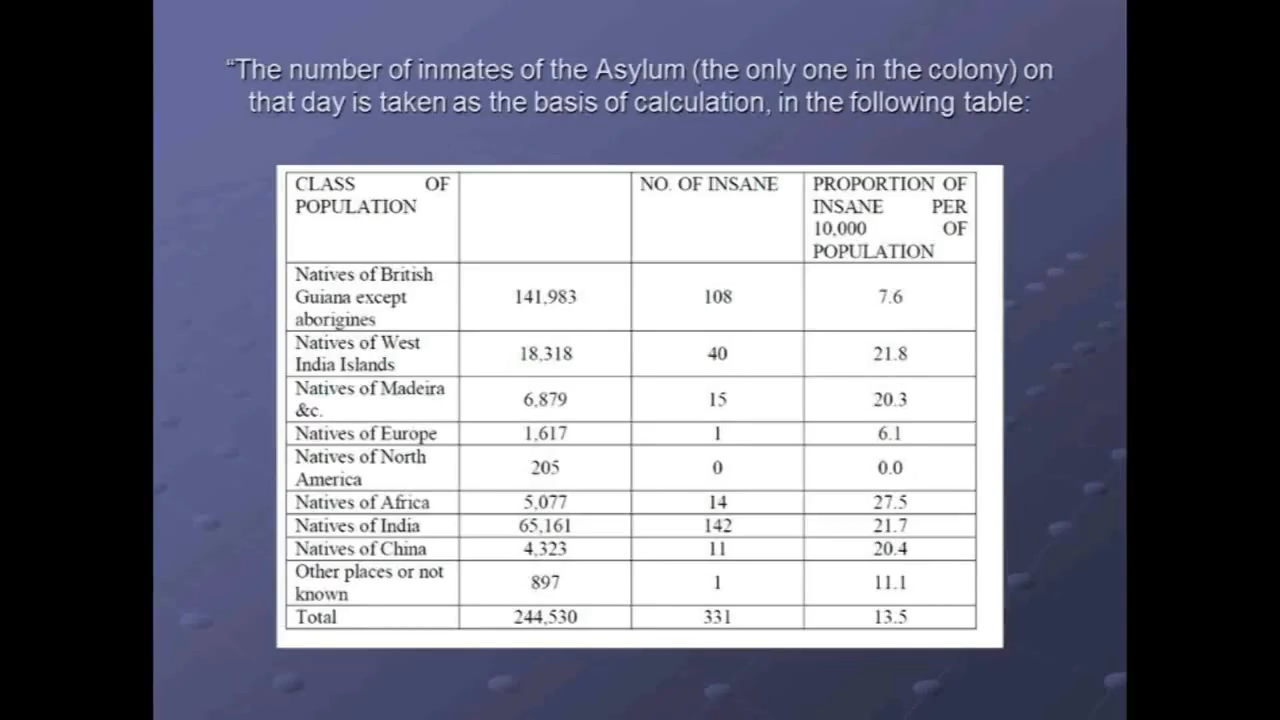 “The number of inmates of the Asylum (the only one in the colony) on
that day is taken as the basis of calculation, in the following table:
CLASS OF POPULATION NO. OF INSANE PROPORTION OF INSANE PER 10,000 OF POPULATION
Natives of British Guiana except aborigines 141,983 108 7.6
Natives of West India Islands 18,318 40 21.8
Natives of Madeira &c. 6,879 15 20.3
Natives of Europe 1,617 1 6.1
Natives of North America 205 0 0.0
Natives of Africa 5,077 14 27.5
Natives of India 65,161 142 21.7
Natives of China 4,323 11 20.4
Other places or not known 897 1 11.1
Total 244,530 331 13.5